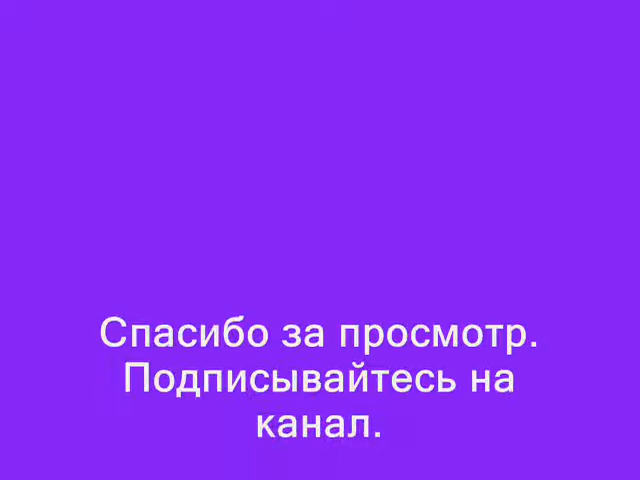 Спасибо за просмотр.
Подписывайтесь на
канал.